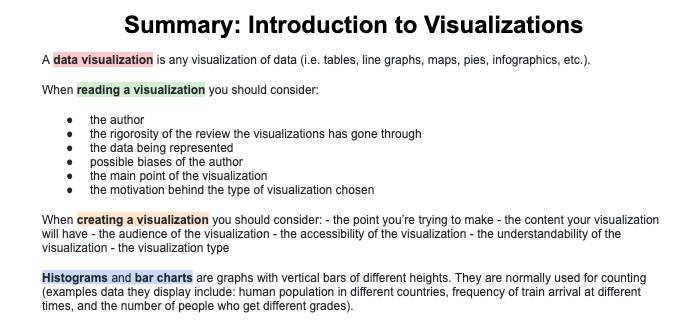 Summary: Introduction to Visualizations
A data visualization is any visualization of data (i.e. tables, line graphs, maps, pies, infographics, etc.).
When reading a visualization you should consider:
● the author
● the rigorosity of the review the visualizations has gone through
● the data being represented
● possible biases of the author
● the main point of the visualization
● the motivation behind the type of visualization chosen
When creating a visualization you should consider: - the point you're trying to make - the content your visualization
will have - the audience of the visualization - the accessibility of the visualization - the understandability of the
visualization - the visualization type
Histograms and bar charts are graphs with vertical bars of different heights. They are normally used for counting
(examples data they display include: human population in different countries, frequency of train arrival at different
times, and the number of people who get different grades).